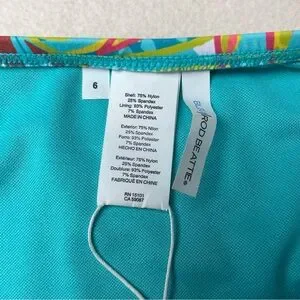 6
Shell: 75% Nylon
25% Spandex
Lining: 93% Polyester
7% Spandex
MADE IN CHINA
Exterior: 75% Nilon
25% Spandex
Forro: 93% Polyester
7% Spandex
HECHO EN CHINA
Extérieur: 75% Nylon
25% Spandex
Doublure: 93% Polyester
7% Spandex
FABRIQUÉ EN CHINE
RN 15101
CA 59087
ROD BEATTIE®